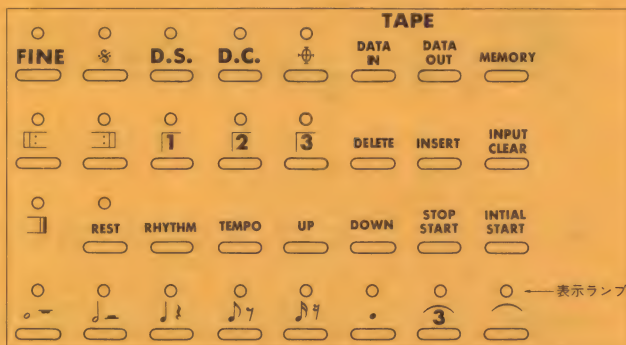 TAPE
FINE D.S. D.C. DATA IN DATA OUT MEMORY
1 2 3 DELETE INSERT INPUT CLEAR
REST RHYTHM TEMPO UP DOWN STOP START INTIAL START
表示ランプ
3